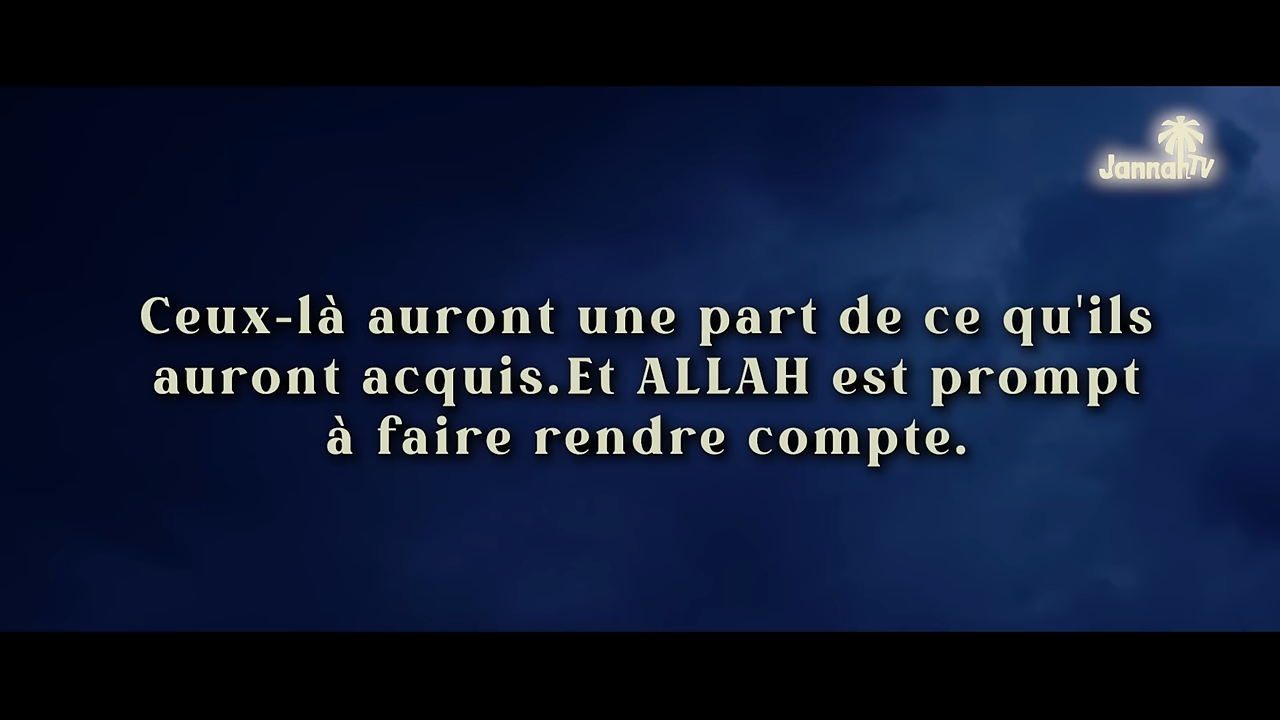 JannahTV
Ceux-là auront une part de ce qu'ils
auront acquis.Et ALLAH est prompt
à faire rendre compte.